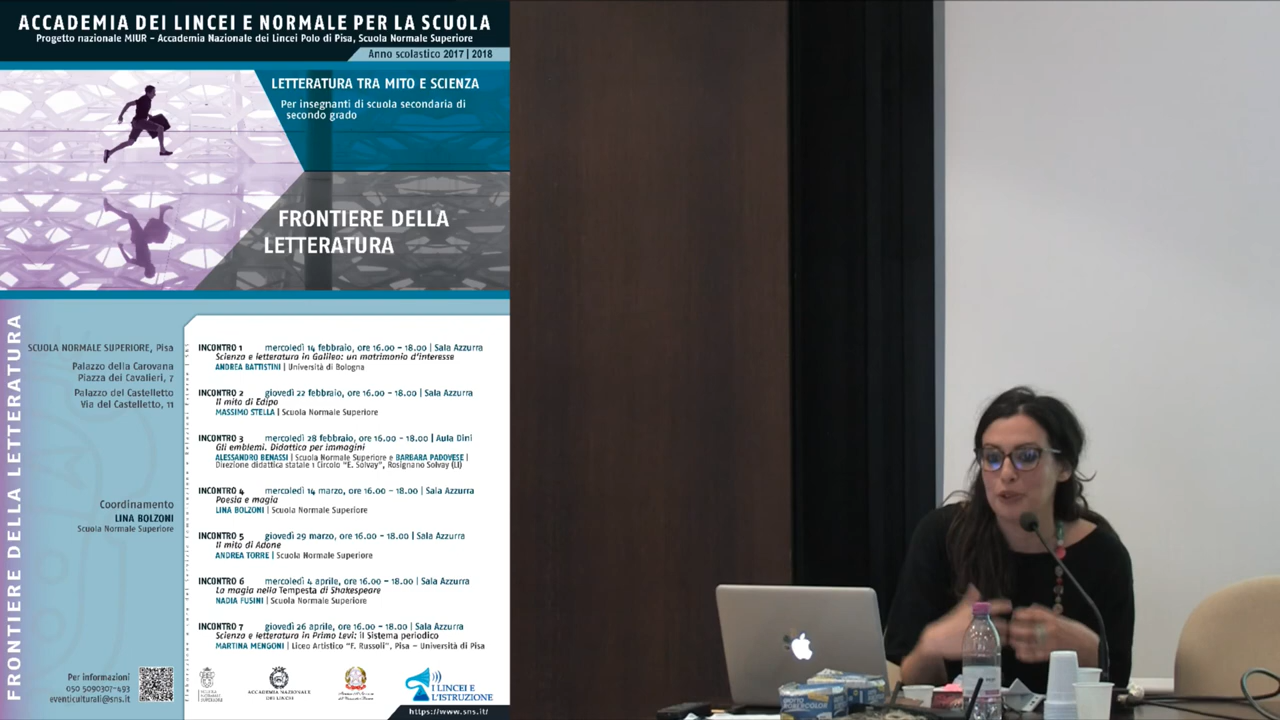 ACCADEMIA DEI LINCEI E NORMALE PER LA SCUOLA
Progetto nazionale MIUR – Accademia Nazionale dei Lincei Polo di Pisa, Scuola Normale Superiore
Anno scolastico 2017 | 2018
LETTERATURA TRA MITO E SCIENZA
Per insegnanti di scuola secondaria di
secondo grado
FRONTIERE DELLA
LETTERATURA
SCUOLA NORMALE SUPERIORE, Pisa
Palazzo della Carovana
Piazza dei Cavalieri, 7
Palazzo del Castelletto
Via del Castelletto, 11
Coordinamento
LINA BOLZONI
Scuola Normale Superiore
Per informazioni
050 5090307-493
eventiculturali@sns.it
INCONTRO 1 mercoledì 14 febbraio, ore 16.00 – 18.00 | Sala Azzurra
Scienza e letteratura in Galileo: un matrimonio d'interesse
ANDREA BATTISTINI | Università di Bologna
INCONTRO 2 giovedì 22 febbraio, ore 16.00 – 18.00 | Sala Azzurra
Il mito di Edipo
MASSIMO STELLA | Scuola Normale Superiore
INCONTRO 3 mercoledì 28 febbraio, ore 16.00 – 18.00 | Aula Dini
Gli emblemi. Didattica per immagini
ALESSANDRO BENASSI | Scuola Normale Superiore e BARBARA PADOVESE |
Direzione didattica statale 1 Circolo "E. Solvay", Rosignano Solvay (LI)
INCONTRO 4 mercoledì 14 marzo, ore 16.00 – 18.00 | Sala Azzurra
Poesia e magia
LINA BOLZONI | Scuola Normale Superiore
INCONTRO 5 giovedì 29 marzo, ore 16.00 – 18.00 | Sala Azzurra
Il mito di Adone
ANDREA TORRE | Scuola Normale Superiore
INCONTRO 6 mercoledì 4 aprile, ore 16.00 – 18.00 | Sala Azzurra
La magia nella Tempesta di Shakespeare
NADIA FUSINI | Scuola Normale Superiore
INCONTRO 7 giovedì 26 aprile, ore 16.00 – 18.00 | Sala Azzurra
Scienza e letteratura in Primo Levi: il Sistema periodico
MARTINA MENGONI | Liceo Artistico "F. Russoli", Pisa – Università di Pisa
SCUOLA
NORMALE
SUPERIORE
ACCADEMIA NAZIONALE
DEI LINCEI
I LINCEI E
L'ISTRUZIONE
https://www.sns.it/